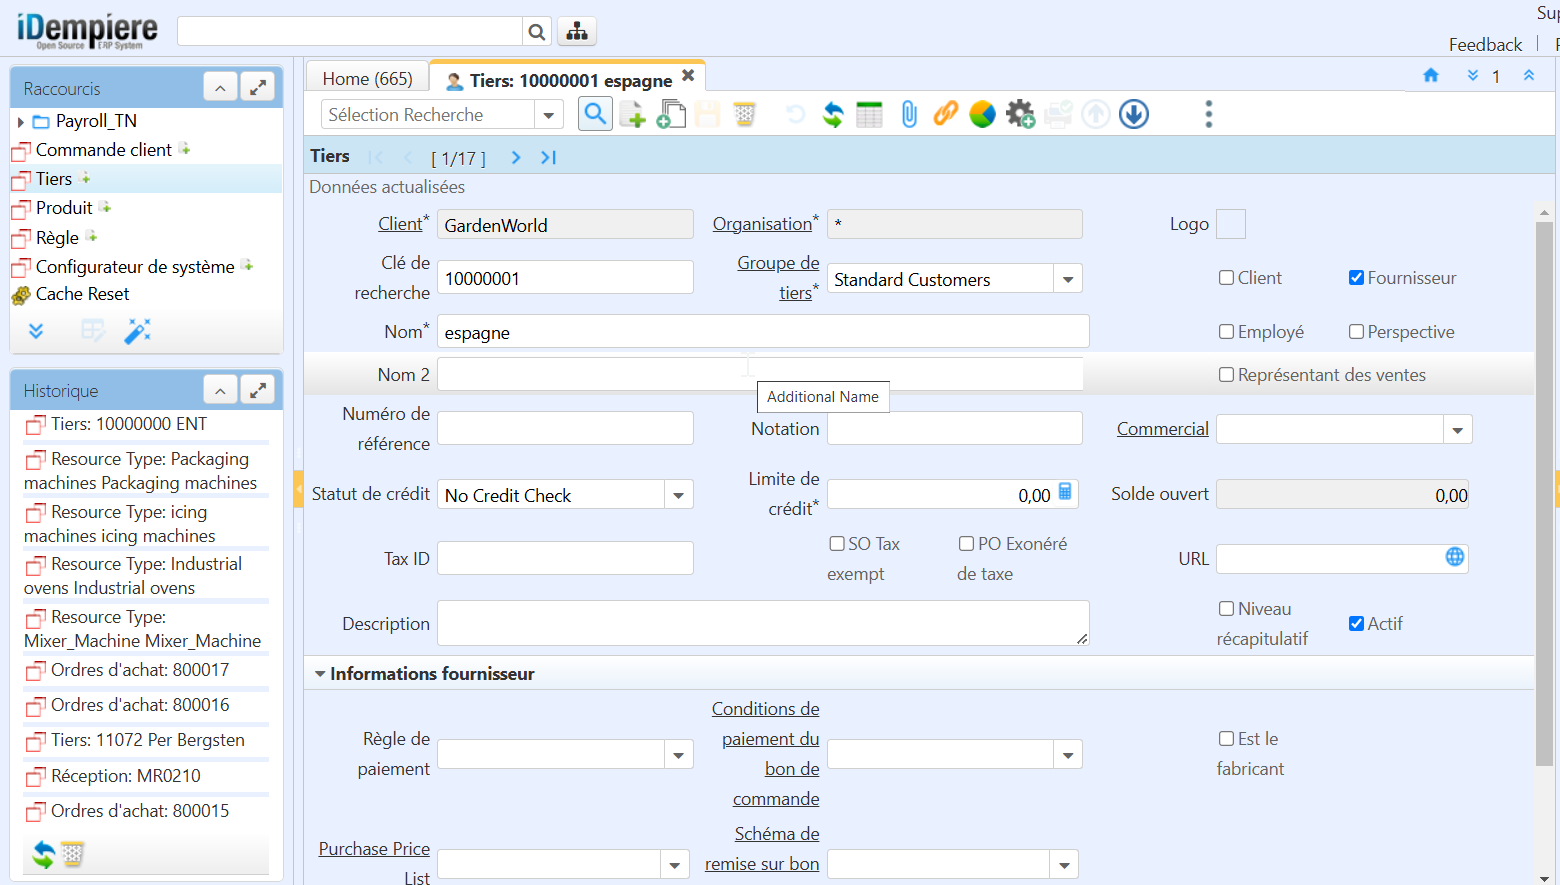 iDempiere
Open Source ERP System
Sup
Feedback
Raccourcis
Payroll_TN
Commande client
Tiers
Produit
Règle
Configurateur de système
Cache Reset
Historique
Tiers: 10000000 ENT
Resource Type: Packaging
machines Packaging machines
Resource Type: icing
machines icing machines
Resource Type: Industrial
ovens Industrial ovens
Resource Type:
Mixer_Machine Mixer_Machine
Ordres d'achat: 800017
Ordres d'achat: 800016
Tiers: 11072 Per Bergsten
Réception: MR0210
Ordres d'achat: 800015
Home (665)
Tiers: 10000001 espagne
1
Sélection Recherche
Tiers
[ 1/17 ]
Données actualisées
Client* GardenWorld
Organisation* *
Logo
Clé de
recherche
10000001
Groupe de
tiers*
Standard Customers
Client
Fournisseur
Nom* espagne
Employé
Perspective
Nom 2
Additional Name
Représentant des ventes
Numéro de
référence
Notation
Commercial
Statut de crédit No Credit Check
Limite de
crédit*
0,00
Solde ouvert 0,00
Tax ID
SO Tax
exempt
PO Exonéré
de taxe
URL
Description
Niveau
récapitulatif
Actif
Informations fournisseur
Règle de
paiement
Conditions de
paiement du
bon de
commande
Est le
fabricant
Purchase Price
List
Schéma de
remise sur bon